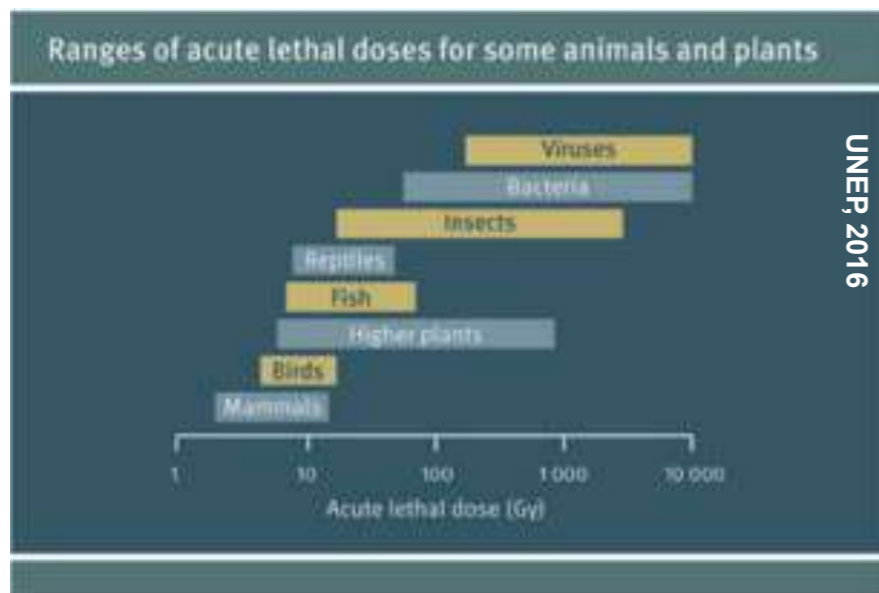 Ranges of acute lethal doses for some animals and plants
Viruses
Bacteria
Insects
Reptiles
Fish
Higher plants
Birds
Mammals
1 10 100 1 000 10 000
Acute lethal dose (Gy)
UNEP, 2016